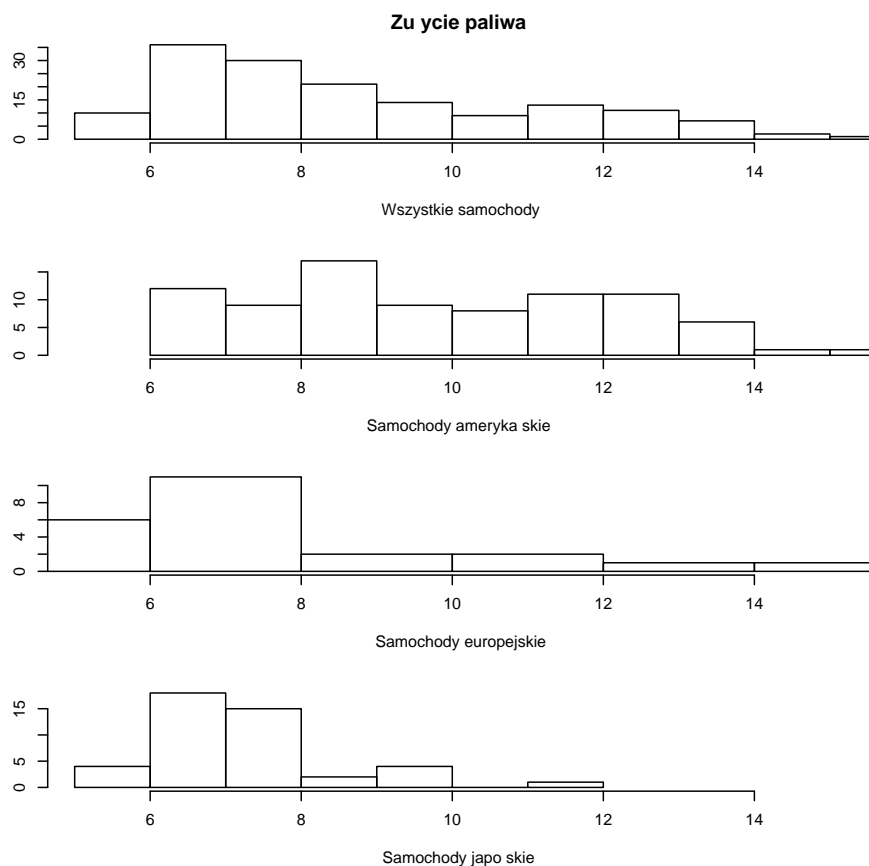 Zu ycie paliwa
0 15 30
6 8 10 12 14
Wszystkie samochody
0 5 10
6 8 10 12 14
Samochody ameryka skie
0 4 8
6 8 10 12 14
Samochody europejskie
0 5 15
6 8 10 12 14
Samochody japo skie